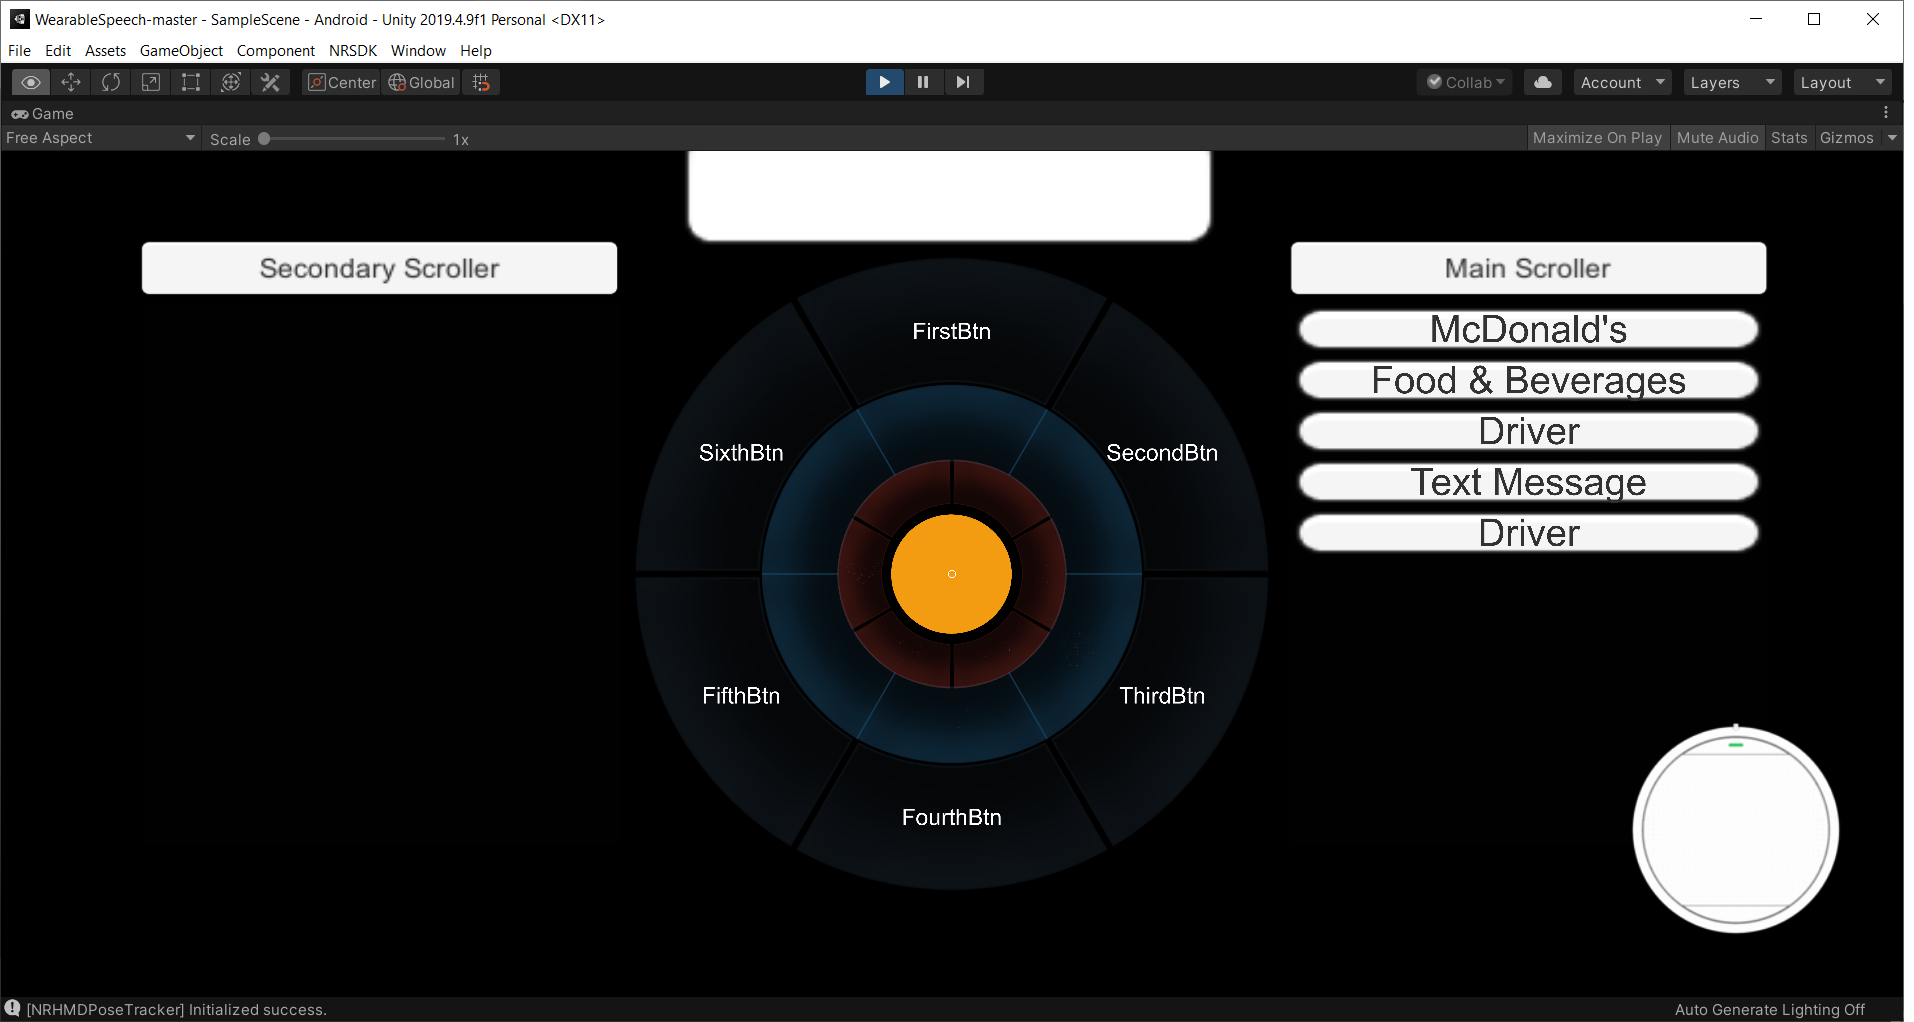 WearableSpeech-master - SampleScene - Android - Unity 2019.4.9f1 Personal <DX11>
File Edit Assets GameObject Component NRSDK Window Help
Center Global Collab Account Layers Layout
Game
Free Aspect Scale 1x Maximize On Play Mute Audio Stats Gizmos
Secondary Scroller
Main Scroller
McDonald's
Food & Beverages
Driver
Text Message
Driver
FirstBtn
SixthBtn
SecondBtn
FifthBtn
ThirdBtn
FourthBtn
[NRHMDPoseTracker] Initialized success.
Auto Generate Lighting Off